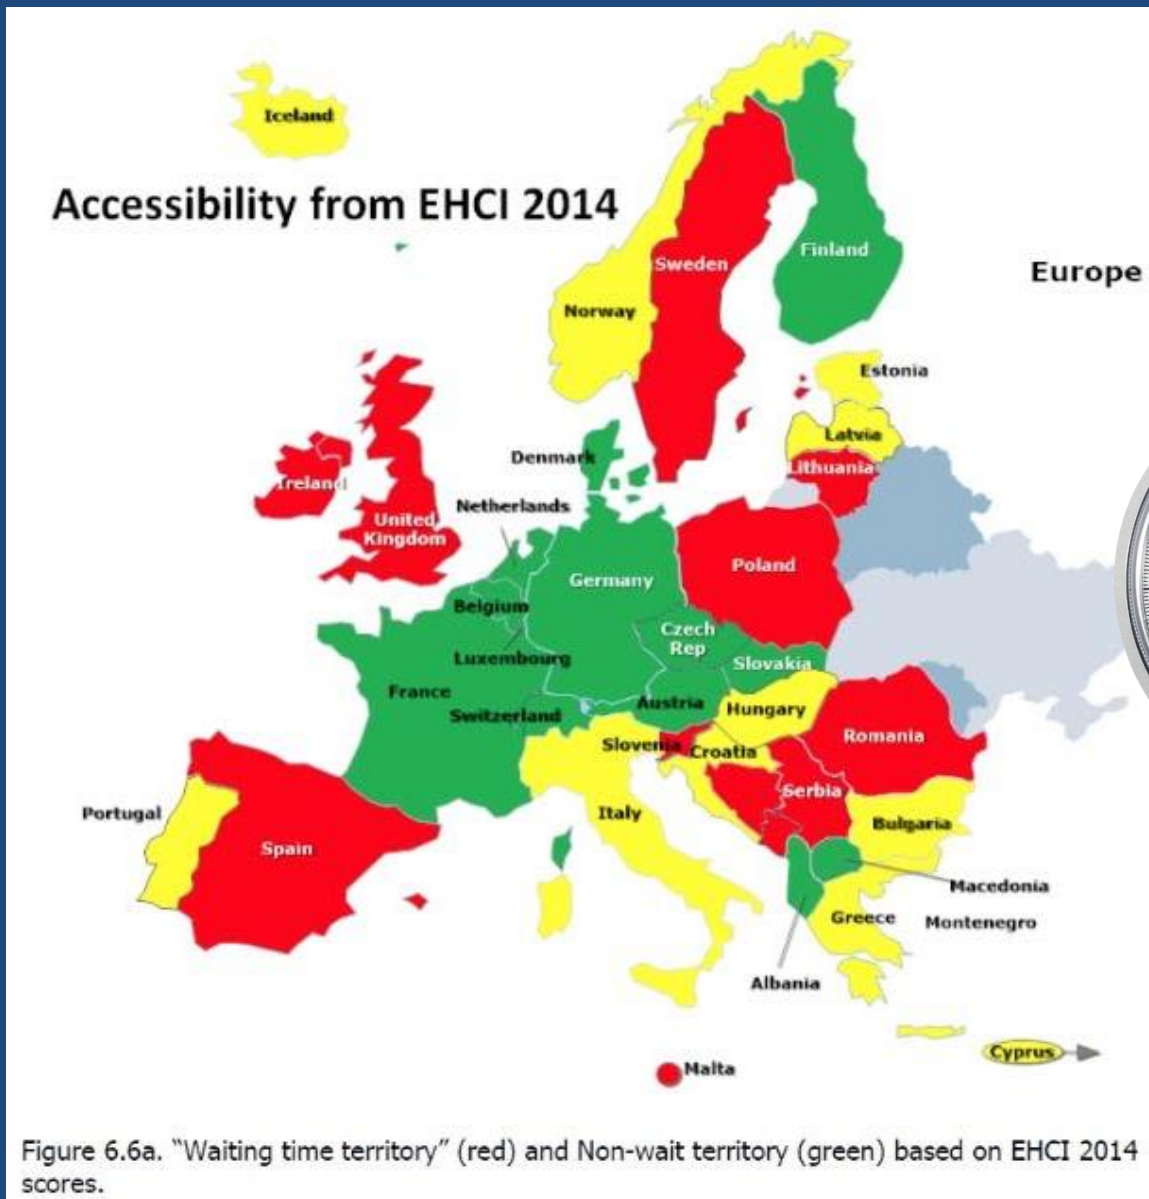 Iceland
Accessibility from EHCI 2014
Finland
Sweden
Europe
Norway
Estonia
Latvia
Denmark
Lithuania
Ireland
Netherlands
United
Kingdom
Poland
Germany
Belgium
Czech
Rep
Luxembourg
Slovakia
France
Austria
Switzerland
Hungary
Romania
Slovenia
Croatia
Serbia
Portugal
Italy
Bulgaria
Spain
Macedonia
Greece
Montenegro
Albania
Cyprus
Malta
Figure 6.6a. “Waiting time territory” (red) and Non-wait territory (green) based on EHCI 2014
scores.